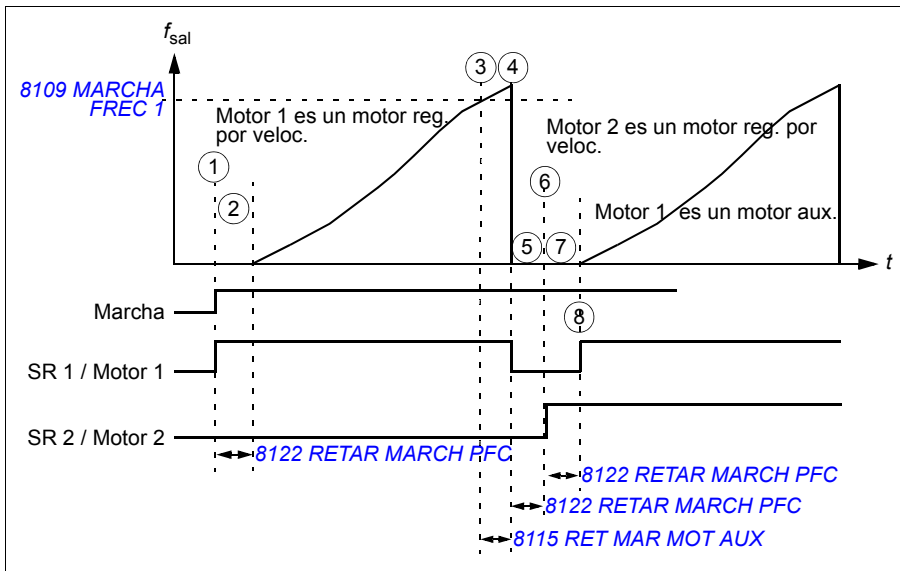 fsal
8109 MARCHA
FREC 1
3 4
Motor 1 es un motor reg.
por veloc.
Motor 2 es un motor reg. por
veloc.
1
2
6
Motor 1 es un motor aux.
5 7
t
Marcha
8
SR 1 / Motor 1
SR 2 / Motor 2
8122 RETAR MARCH PFC
8122 RETAR MARCH PFC
8122 RETAR MARCH PFC
8115 RET MAR MOT AUX